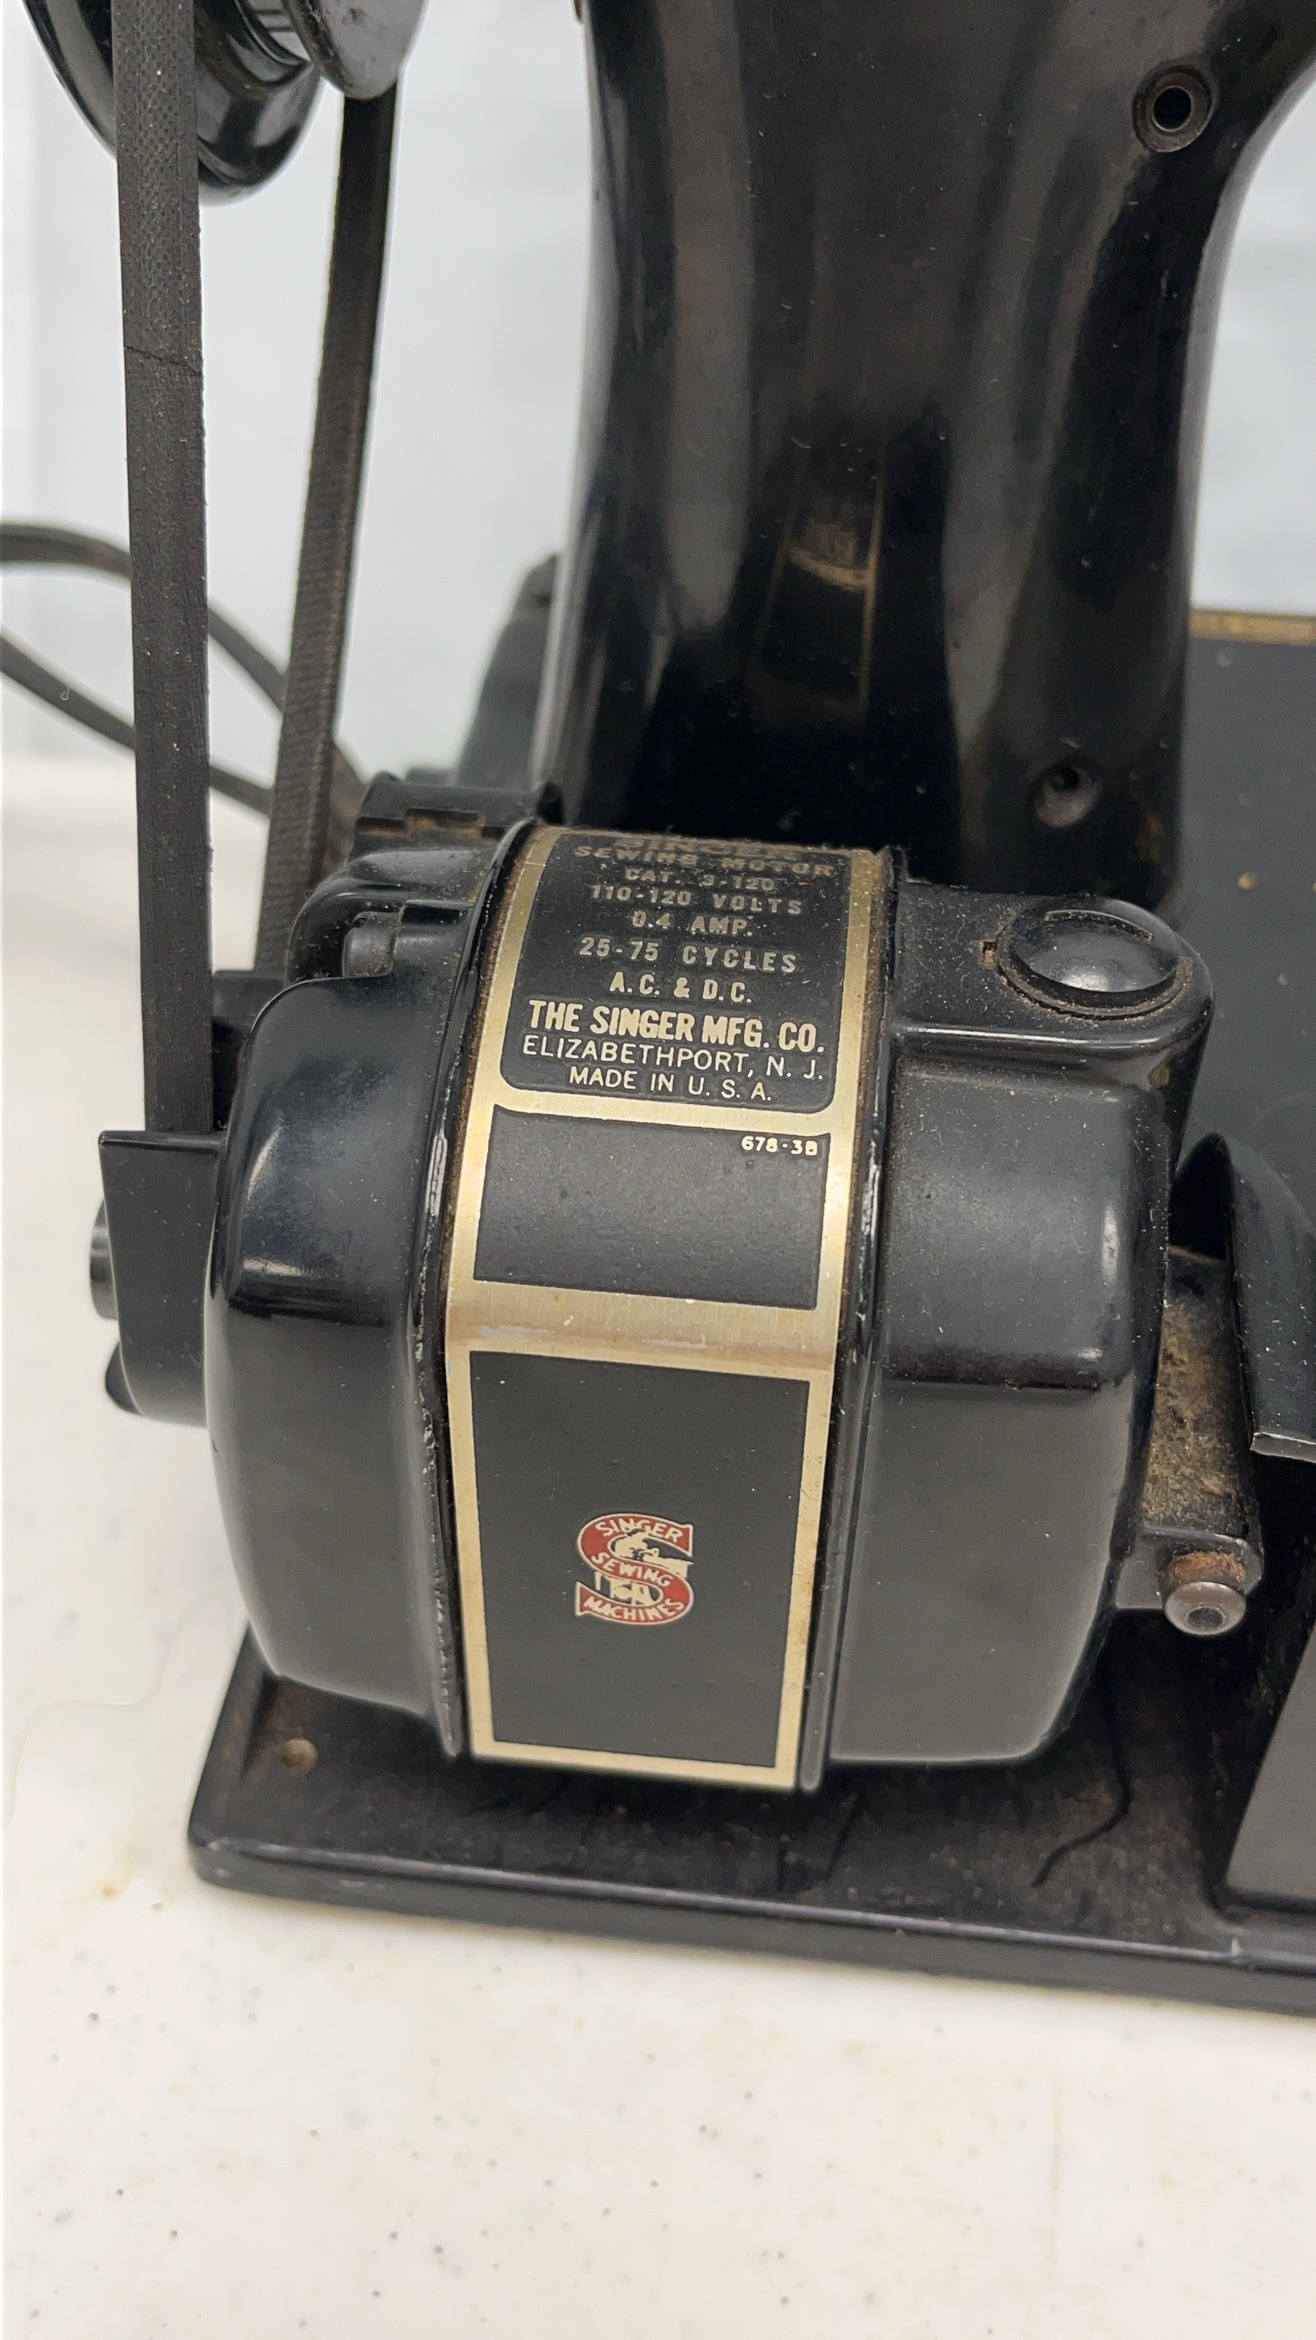 SINGER
SEWING MOTOR
CAT. 3-120
110-120 VOLTS
0.4 AMP.
25-75 CYCLES
A.C. & D.C.
THE SINGER MFG. CO.
ELIZABETHPORT, N. J.
MADE IN U. S. A.
678-3B
SINGER
SEWING
MACHINES